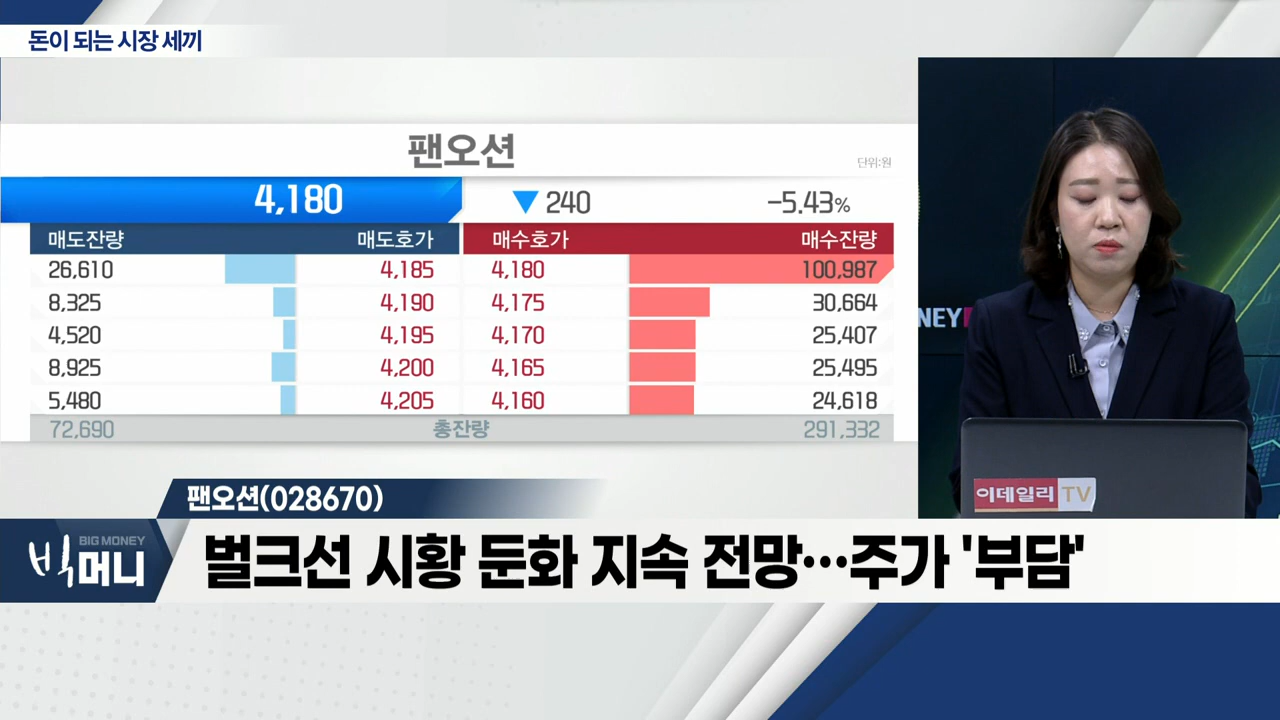 돈이 되는 시장 세끼
팬오션
단위:원
4,180 ▼ 240 -5.43%
매도잔량 매도호가 매수호가 매수잔량
26,610 4,185 4,180 100,987
8,325 4,190 4,175 30,664
4,520 4,195 4,170 25,407
8,925 4,200 4,165 25,495
5,480 4,205 4,160 24,618
72,690 총잔량 291,332
NEY
이데일리 TV
팬오션(028670)
BIG MONEY
빅머니
벌크선 시황 둔화 지속 전망…주가 '부담'